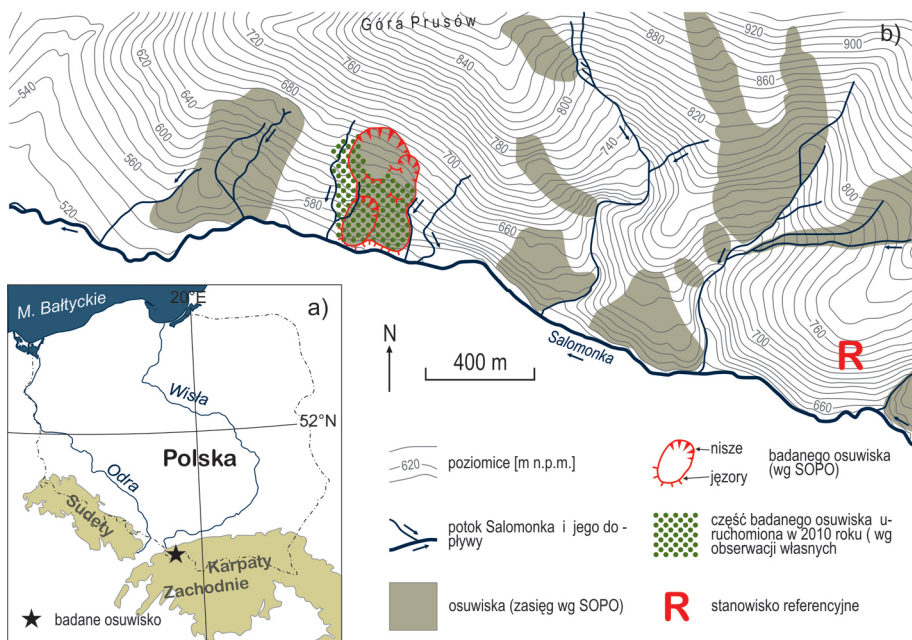 Góra Prusów
b)
540
560
600
620
640
720
680
760
840
800
740
880
920
900
860
820
800
780
700
660
580
560
520
700
760
660
R
Salomonka
N
400 m
a)
20°E
M. Bałtyckie
Wisła
52°N
Polska
Odra
Sudety
Karpaty
Zachodnie
badane osuwisko
620
poziomice [m n.p.m.]
potok Salomonka i jego do -
pływy
osuwiska (zasięg wg SOPO)
nisze
jęzory
badanego osuwiska
(wg SOPO)
część badanego osuwiska u-
ruchomiona w 2010 roku ( wg
obserwacji własnych
R
stanowisko referencyjne